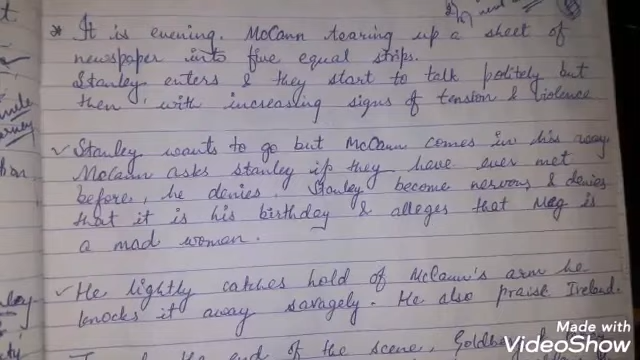 * It is evening. McCann tearing up a sheet of
newspaper into five equal strips.
Stanley enters & they start to talk politely but
then, with increasing signs of tension & violence
✓ Stanley wants to go but McCann comes in his way.
McCann asks Stanley if they have ever met
before, he denies. Stanley become nervous & denies
that it is his birthday & alleges that Meg is
a mad woman.
✓ He lightly catches hold of McCann's arm he
knocks it away savagely. He also praise Ireland.
the end of the scene, Goldberg
Made with
VideoShow